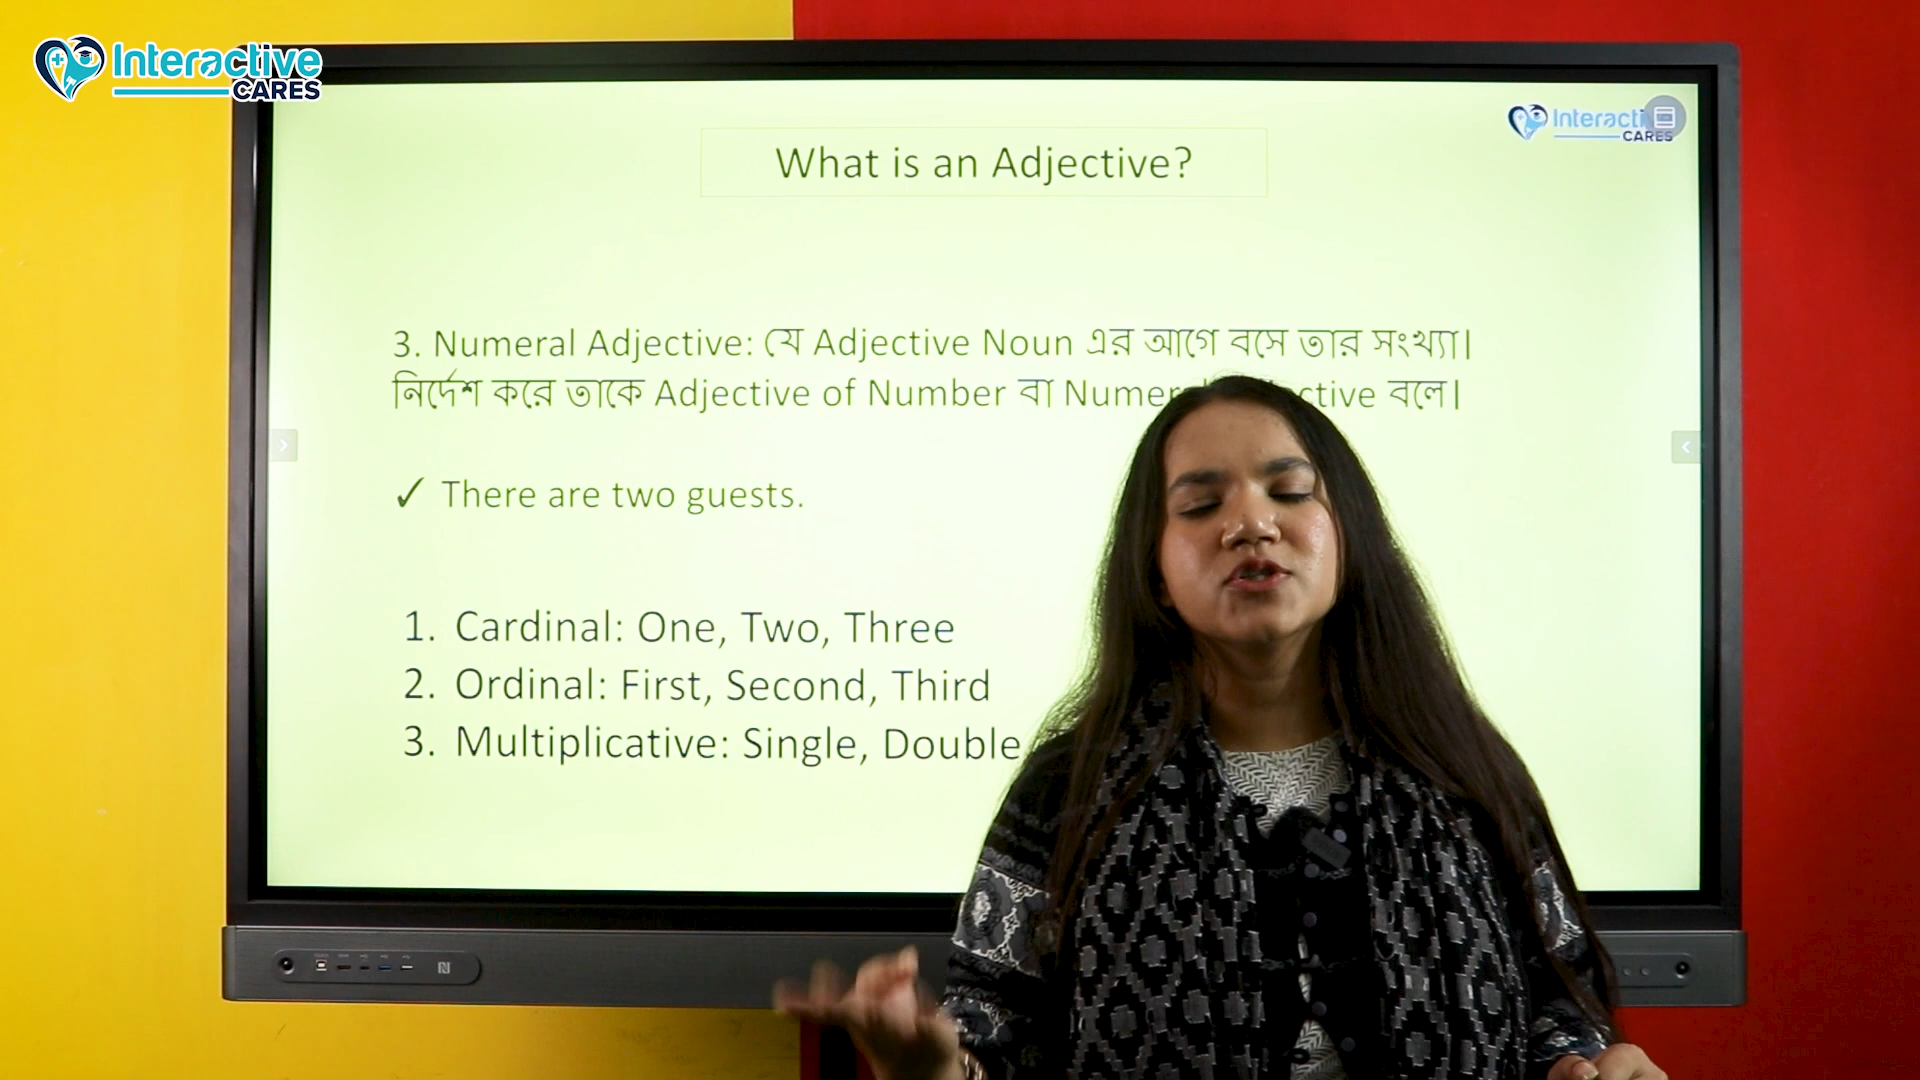 Interactive
CARES
Interacti
CARES
What is an Adjective?
3. Numeral Adjective: যে Adjective Noun এর আগে বসে তার সংখ্যা।
নির্দেশ করে তাকে Adjective of Number বা Numer ctive বলে।
✓ There are two guests.
1. Cardinal: One, Two, Three
2. Ordinal: First, Second, Third
3. Multiplicative: Single, Double